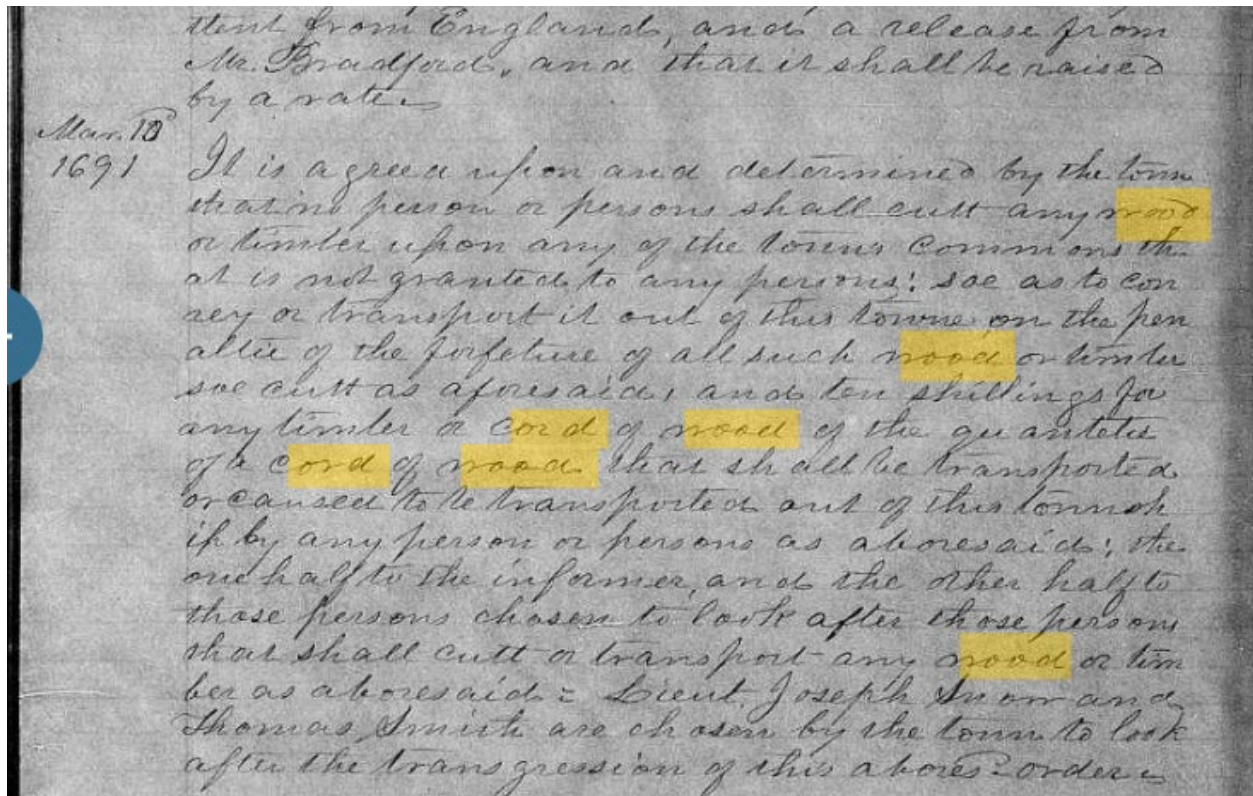 ttent from England, and a release from
Mr. Bradford, and that it shall be raised
by a rate.
Mar. 10
1691
It is agreed upon and determined by the town
that no person or persons shall cutt any wood
or timber upon any of the towns commons th
at is not granted to any persons: soe as to con
vey or transport it out of this towne on the pen
altie of the forfeture of all such wood or timber
soe cutt as aforesaid, and ten shillings for
any timber or cord of wood of the quantetie
of a cord of wood that shall be transported
or caused to be transported out of this townsh
ip by any person or persons as abovesaid; the
one half to the informer, and the other half to
those persons chosen to look after those persons
that shall cutt or transport any wood or tim
ber as abovesaid = Lieut. Joseph Snow and
Thomas Smith are chosen by the town to look
after the transgression of this aboves: order